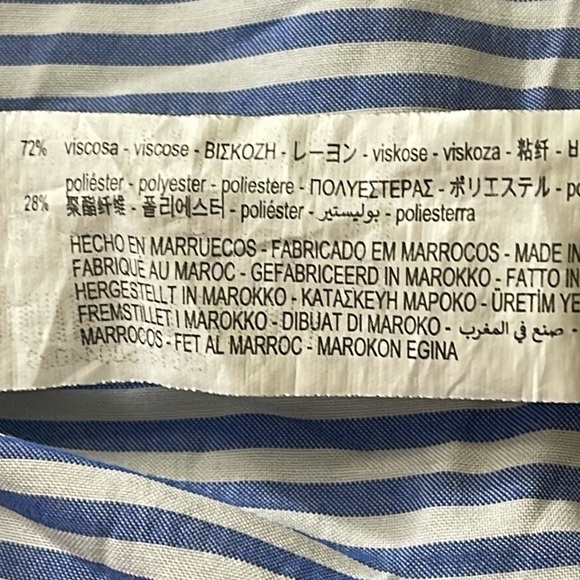 72% viscosa - viscose - ΒΙΣΚΟΖΗ - レーヨン - viskose - viskoza - 粘纤 -
poliéster - polyester - poliestere - ΠΟΛΥΕΣΤΕΡΑΣ - ポリエステル -
28% 聚酯纤维 - 폴리에스터 - poliéster - بوليستير - poliesterra
HECHO EN MARRUECOS - FABRICADO EM MARROCOS - MADE IN
FABRIQUÉ AU MAROC - GEFABRICEERD IN MAROKKO - FATTO IN
HERGESTELLT IN MAROKKO - ΚΑΤΑΣΚΕΥΗ ΜΑΡΟΚΟ - ÜRETİM YE
FREMSTILLET I MAROKKO - DIBUAT DI MAROKO - صنع في المغرب -
MARROCOS - FET AL MARROC - MAROKON EGINA